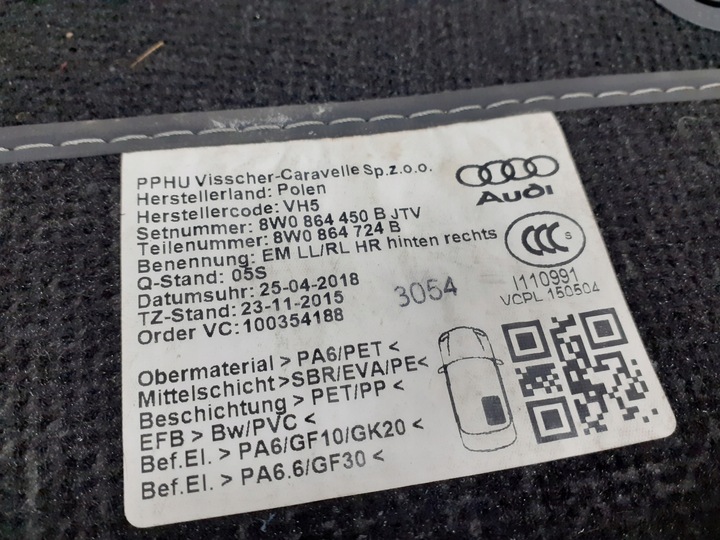 PPHU Visscher-Caravelle Sp.z.o.o.
Herstellerland: Polen
Herstellercode: VH5
Setnummer: 8W0 864 450 B JTV
Teilenummer: 8W0 864 724 B
Benennung: EM LL/RL HR hinten rechts
Q-Stand: 05S
Datumsuhr: 25-04-2018
TZ-Stand: 23-11-2015
Order VC: 100354188
3054
Audi
CCC S
I110991
VCPL 150504
Obermaterial > PA6/PET <
Mittelschicht >SBR/EVA/PE<
Beschichtung > PET/PP <
EFB > Bw/PVC <
Bef.El. > PA6/GF10/GK20 <
Bef.El. > PA6.6/GF30 <